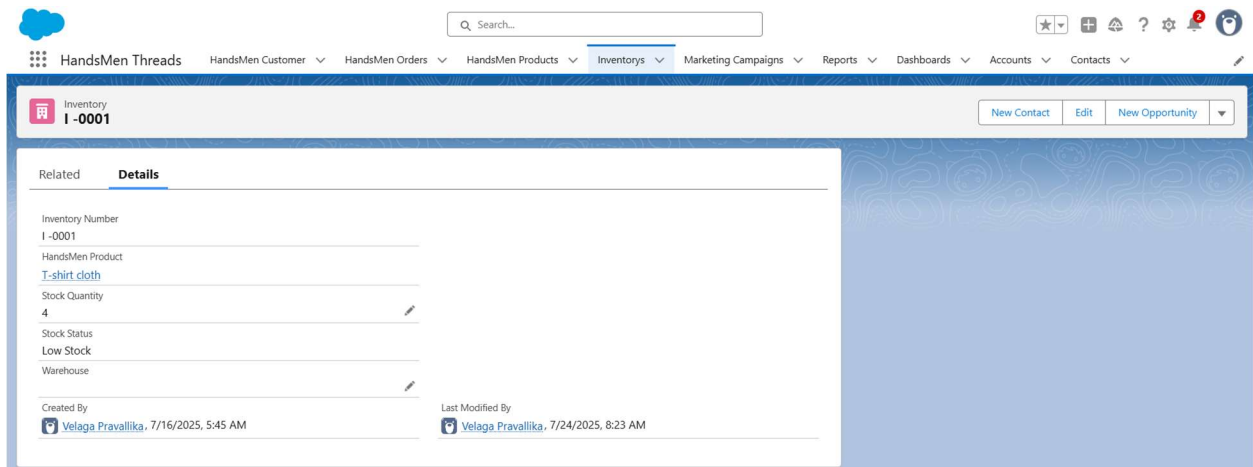 Search...
2
HandsMen Threads HandsMen Customer HandsMen Orders HandsMen Products Inventorys Marketing Campaigns Reports Dashboards Accounts Contacts
Inventory
I -0001
New Contact Edit New Opportunity
Related Details
Inventory Number
I -0001
HandsMen Product
T-shirt cloth
Stock Quantity
4
Stock Status
Low Stock
Warehouse
Created By Last Modified By
Velaga Pravallika, 7/16/2025, 5:45 AM Velaga Pravallika, 7/24/2025, 8:23 AM